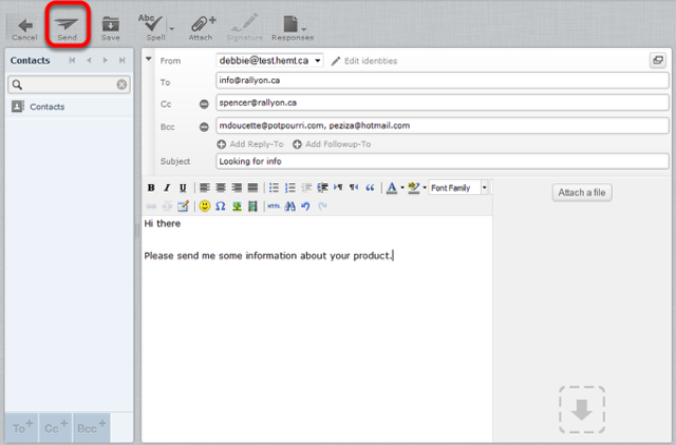 Cancel Send Save Spell Attach Signature Responses
Contacts
Contacts
From debbie@test.hemt.ca Edit identities
To info@rallyon.ca
Cc spencer@rallyon.ca
Bcc mdoucette@potpourri.com, peziza@hotmail.com
Add Reply-To Add Followup-To
Subject Looking for info
B I U A Font Family
Attach a file
HTML
Hi there
Please send me some information about your product.
To+ Cc+ Bcc+